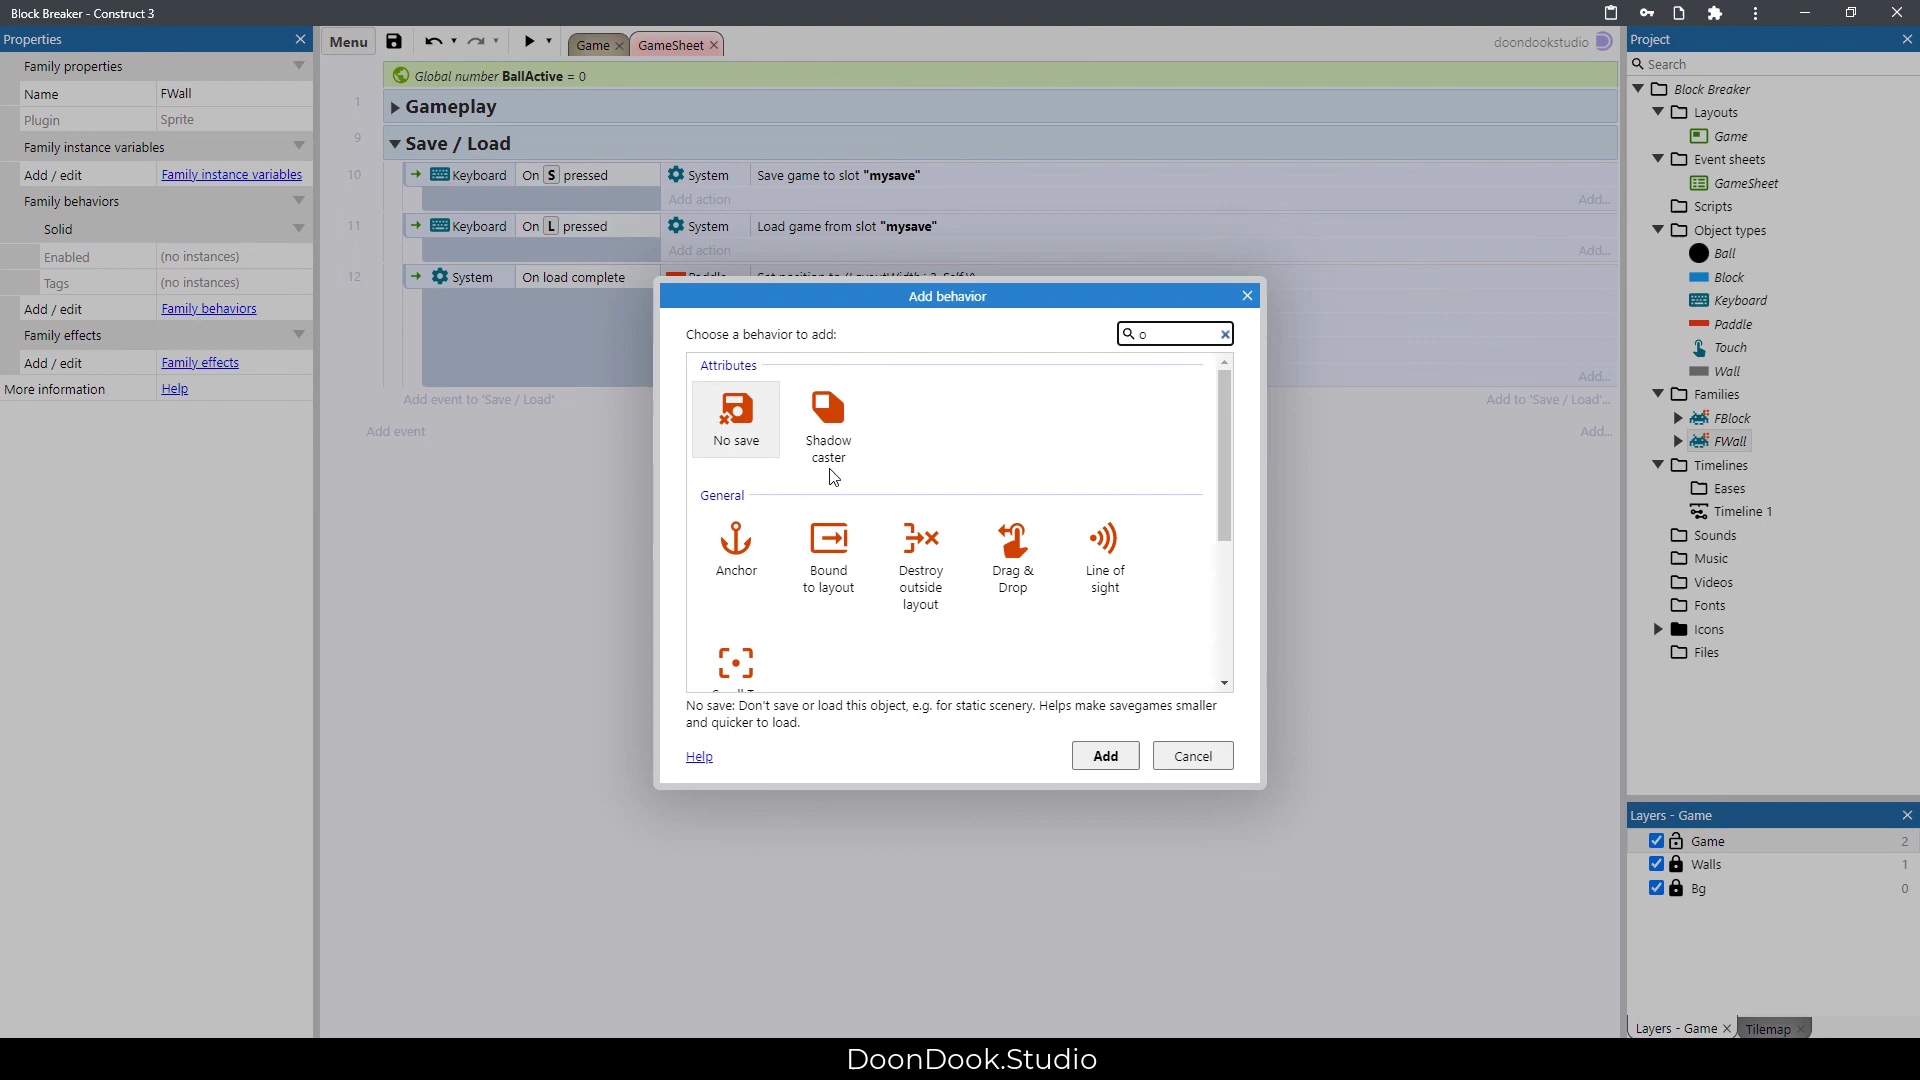 Block Breaker - Construct 3
Properties
Family properties
Name FWall
Plugin Sprite
Family instance variables
Add / edit Family instance variables
Family behaviors
Solid
Enabled (no instances)
Tags (no instances)
Add / edit Family behaviors
Family effects
Add / edit Family effects
More information Help
Menu
Game
GameSheet
doondookstudio
Global number BallActive = 0
1 Gameplay
9 Save / Load
10 Keyboard On S pressed System Save game to slot "mysave"
Add action Add...
11 Keyboard On L pressed System Load game from slot "mysave"
Add action Add...
12 System On load complete
Add...
Add event to 'Save / Load' Add to 'Save / Load'...
Add event Add...
Add behavior
Choose a behavior to add:
o
Attributes
No save
Shadow
caster
General
Anchor
Bound
to layout
Destroy
outside
layout
Drag &
Drop
Line of
sight
No save: Don't save or load this object, e.g. for static scenery. Helps make savegames smaller
and quicker to load.
Help
Add
Cancel
Project
Search
Block Breaker
Layouts
Game
Event sheets
GameSheet
Scripts
Object types
Ball
Block
Keyboard
Paddle
Touch
Wall
Families
FBlock
FWall
Timelines
Eases
Timeline 1
Sounds
Music
Videos
Fonts
Icons
Files
Layers - Game
Game 2
Walls 1
Bg 0
Layers - Game
Tilemap
DoonDook.Studio